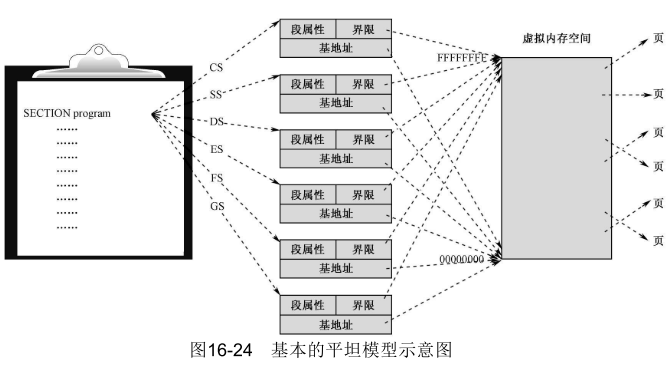 SECTION program
……
……
……
……
……
……
……
……
CS
SS
DS
ES
FS
GS
段属性 界限
基地址
段属性 界限
基地址
段属性 界限
基地址
段属性 界限
基地址
段属性 界限
基地址
段属性 界限
基地址
虚拟内存空间
FFFFFFFF
00000000
页
页
页
页
页
页
图16-24 基本的平坦模型示意图